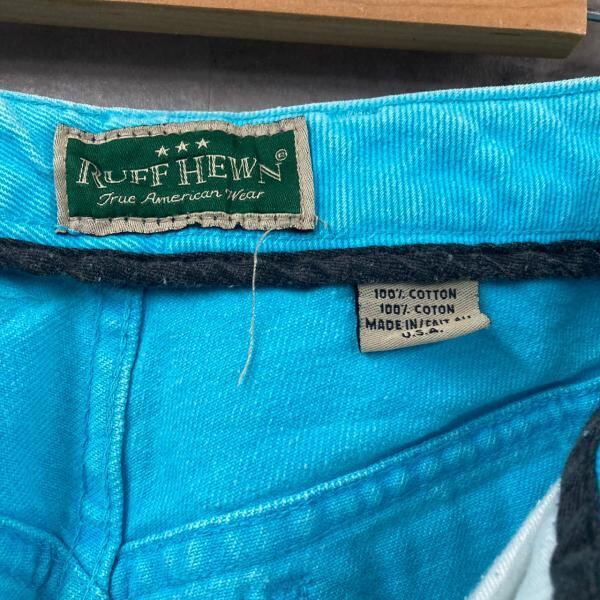 RUFF HEWN®
True American Wear
100% COTTON
100% COTON
MADE IN/FAIT AU
U.S.A.